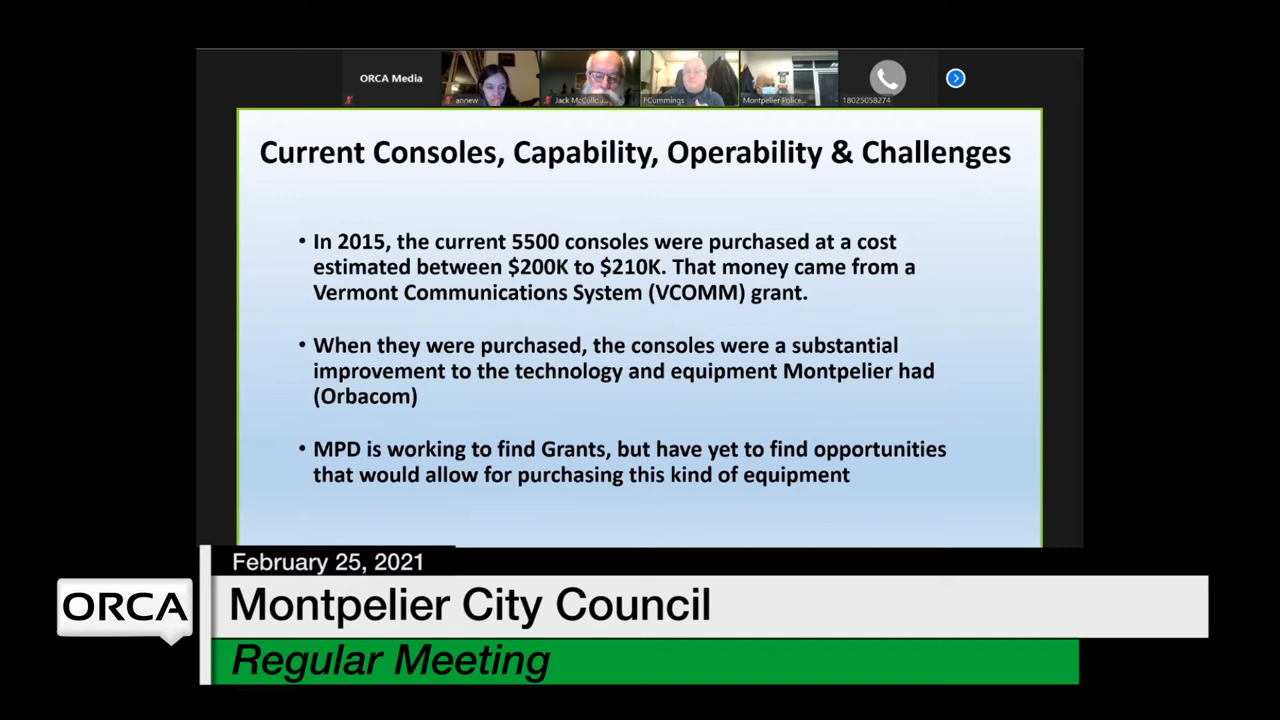 ORCA Media
annew
Jack McCullou...
FCummings
Montpelier Police...
18025058274
Current Consoles, Capability, Operability & Challenges
• In 2015, the current 5500 consoles were purchased at a cost
estimated between $200K to $210K. That money came from a
Vermont Communications System (VCOMM) grant.
• When they were purchased, the consoles were a substantial
improvement to the technology and equipment Montpelier had
(Orbacom)
• MPD is working to find Grants, but have yet to find opportunities
that would allow for purchasing this kind of equipment
February 25, 2021
ORCA
Montpelier City Council
Regular Meeting